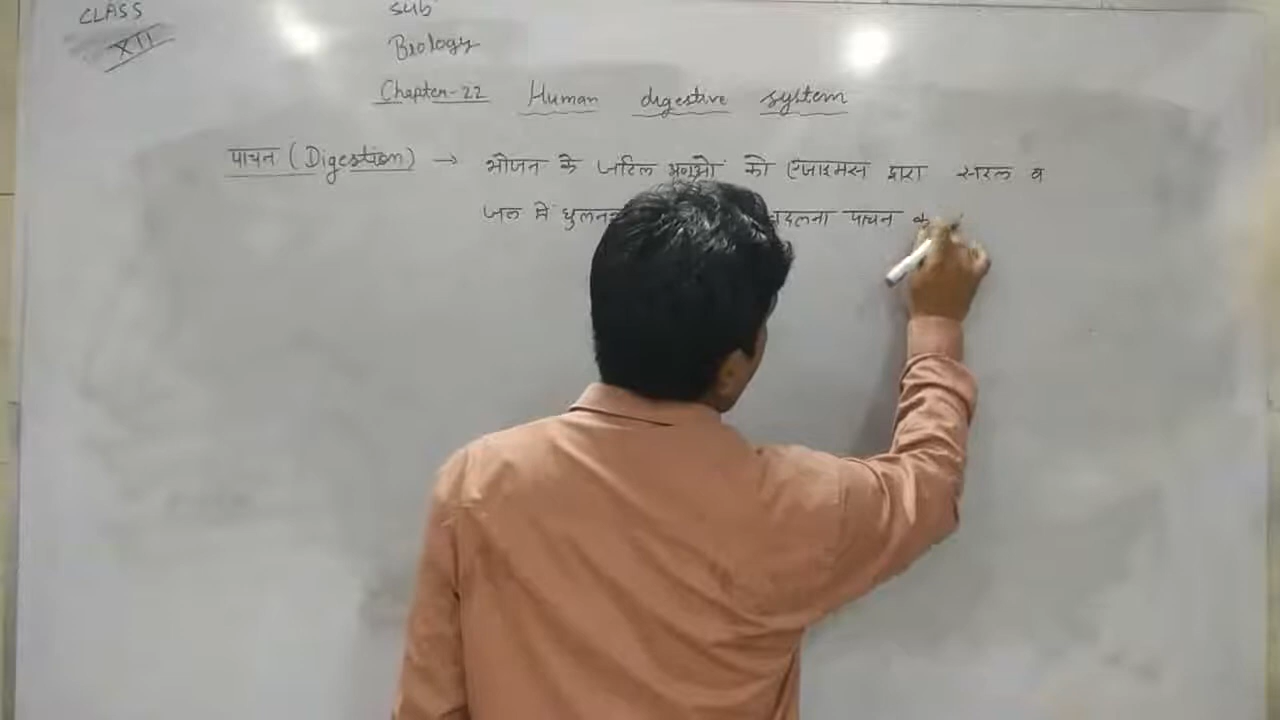 CLASS
XII
sub
Biology
Chapter-22 Human digestive system
पाचन (Digestion) → भोजन के जटिल अणुओं को एंजाइमस द्वारा सरल व
जल में घुलन बदलना पाचन क